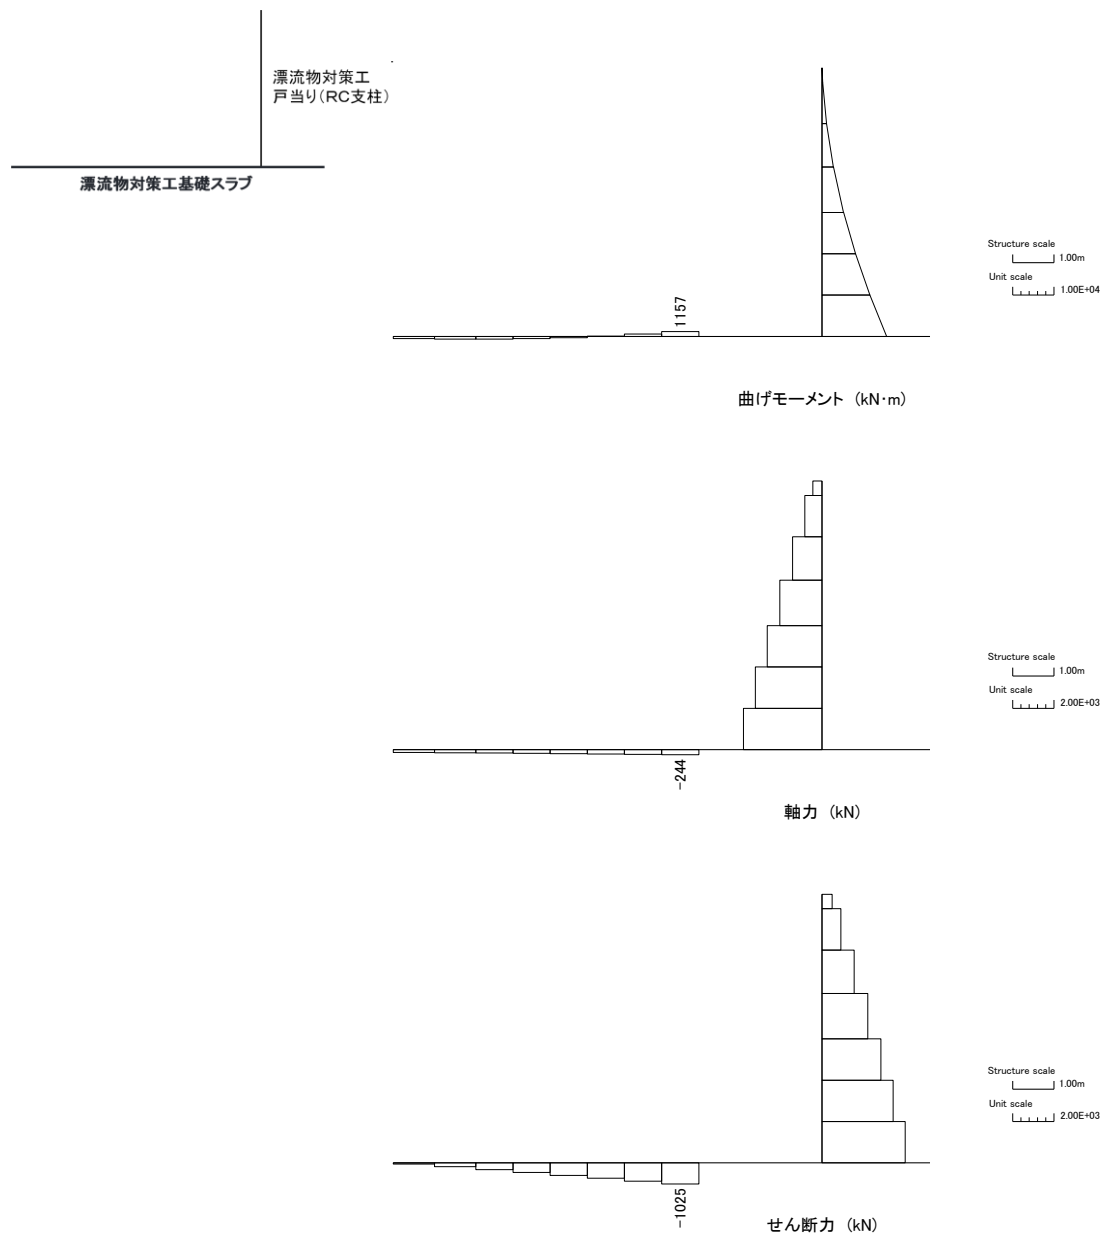 漂流物対策工
戸当り(RC支柱)
漂流物対策工基礎スラブ
Structure scale
1.00m
Unit scale
1.00E+04
1157
曲げモーメント (kN・m)
Structure scale
1.00m
Unit scale
2.00E+03
-244
軸力 (kN)
Structure scale
1.00m
Unit scale
2.00E+03
-1025
せん断力 (kN)